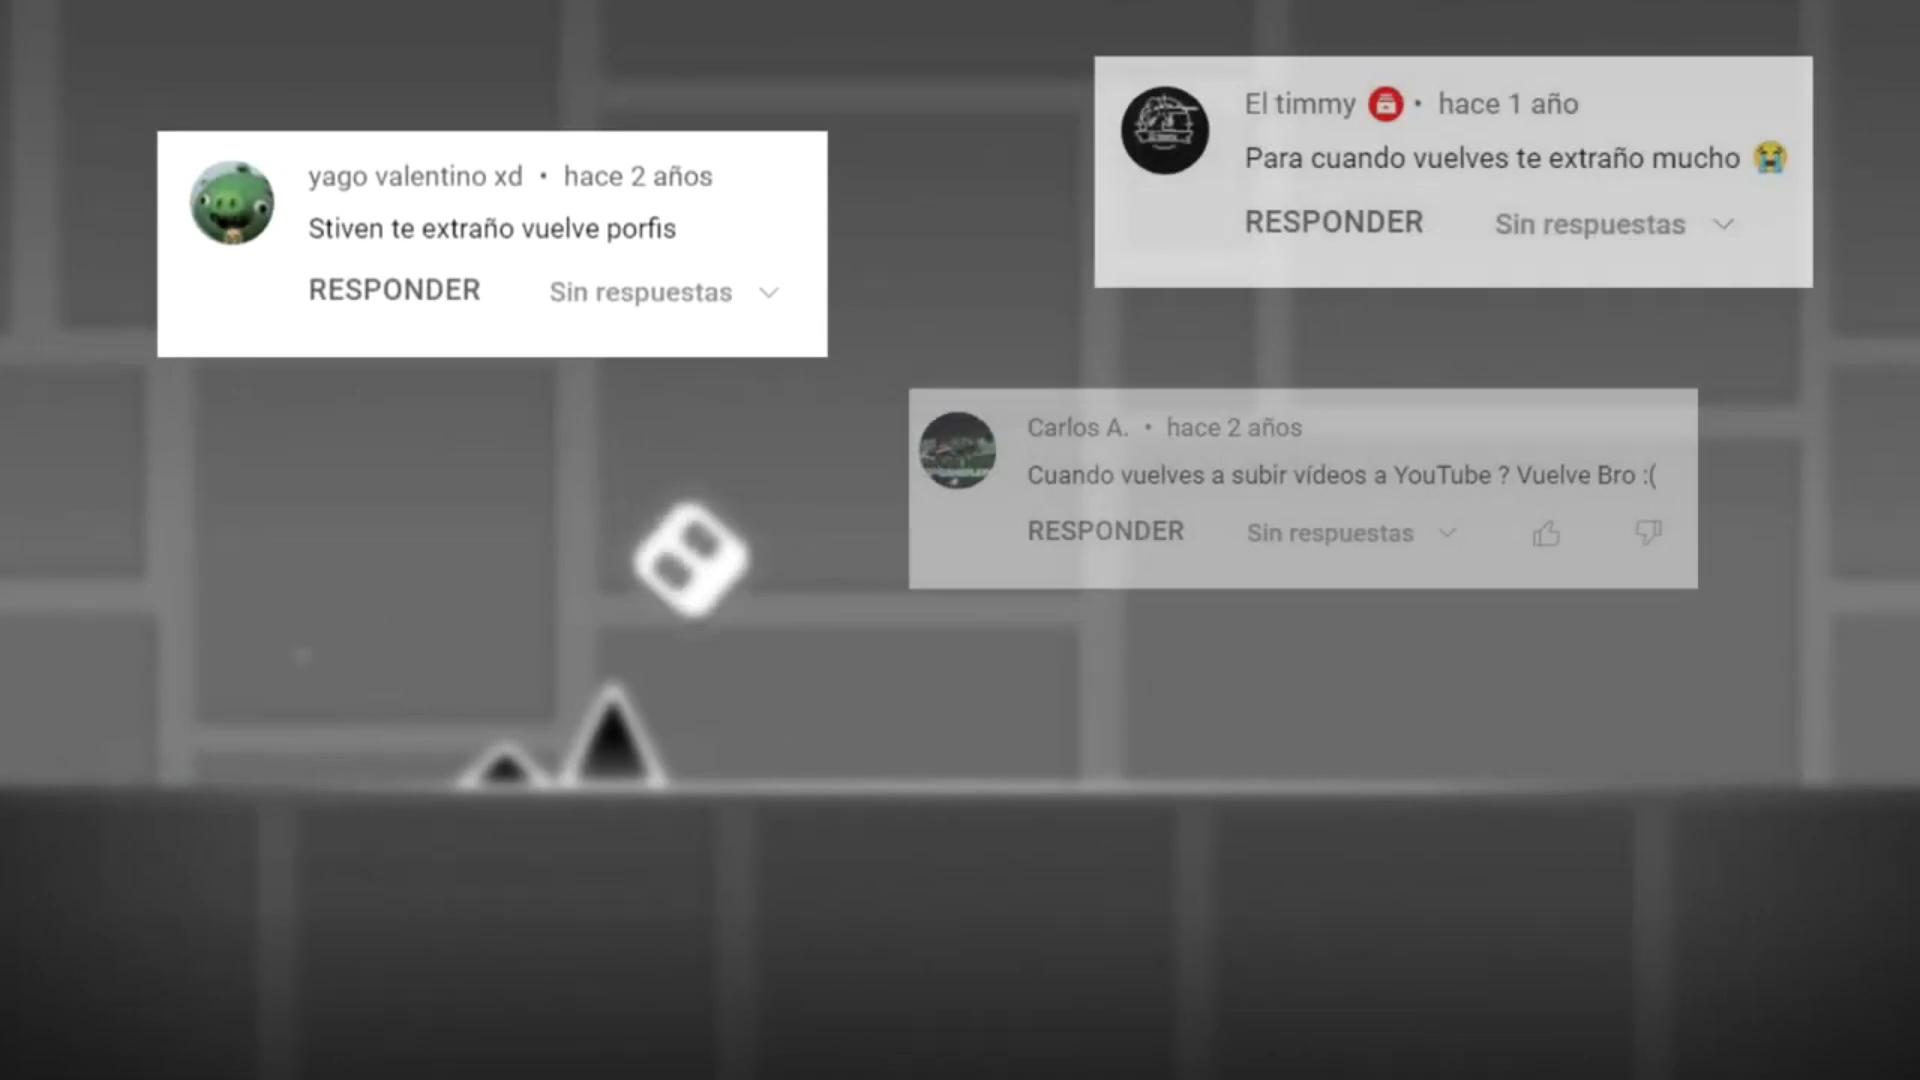 yago valentino xd • hace 2 años
Stiven te extraño vuelve porfis
RESPONDER Sin respuestas
El timmy • hace 1 año
Para cuando vuelves te extraño mucho 😭
RESPONDER Sin respuestas
Carlos A. • hace 2 años
Cuando vuelves a subir vídeos a YouTube ? Vuelve Bro :(
RESPONDER Sin respuestas